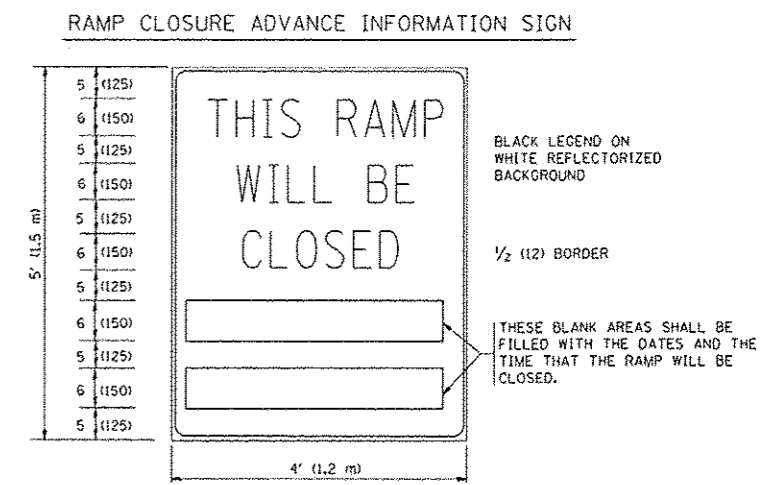 RAMP CLOSURE ADVANCE INFORMATION SIGN
5 (125)
6 (150)
5 (125)
6 (150)
5 (125)
6 (150)
5 (125)
6 (150)
5 (125)
6 (150)
5 (125)
5' (1.5 m)
THIS RAMP
WILL BE
CLOSED
BLACK LEGEND ON
WHITE REFLECTORIZED
BACKGROUND
1/2 (12) BORDER
THESE BLANK AREAS SHALL BE
FILLED WITH THE DATES AND THE
TIME THAT THE RAMP WILL BE
CLOSED.
4' (1.2 m)